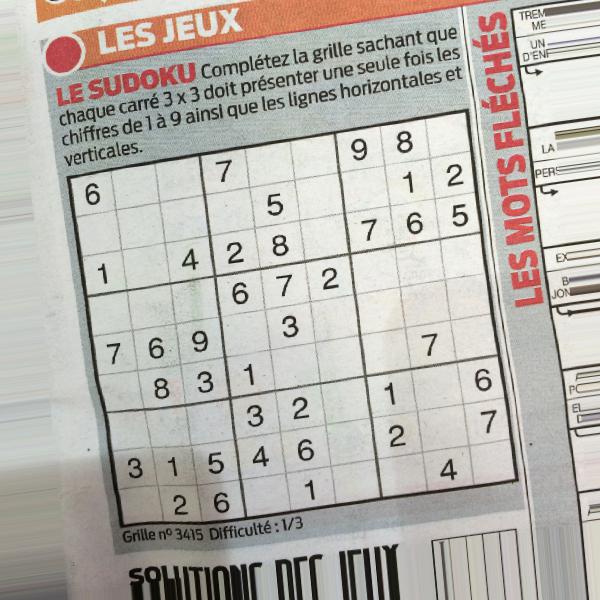 LES JEUX
LE SUDOKU Complétez la grille sachant que
chaque carré 3 x 3 doit présenter une seule fois les
chiffres de 1 à 9 ainsi que les lignes horizontales et
verticales.
6 7 9 8
5 1 2
1 4 2 8 7 6 5
6 7 2
7 6 9 3
8 3 1 7
3 2 1 6
3 1 5 4 6 2 7
2 6 1 4
Grille nº 3415 Difficulté : 1/3
SOLUTIONS DES JEUX
LES MOTS FLÉCHÉS
TREM
ME
UN
LA
PERS
EX
B
JON